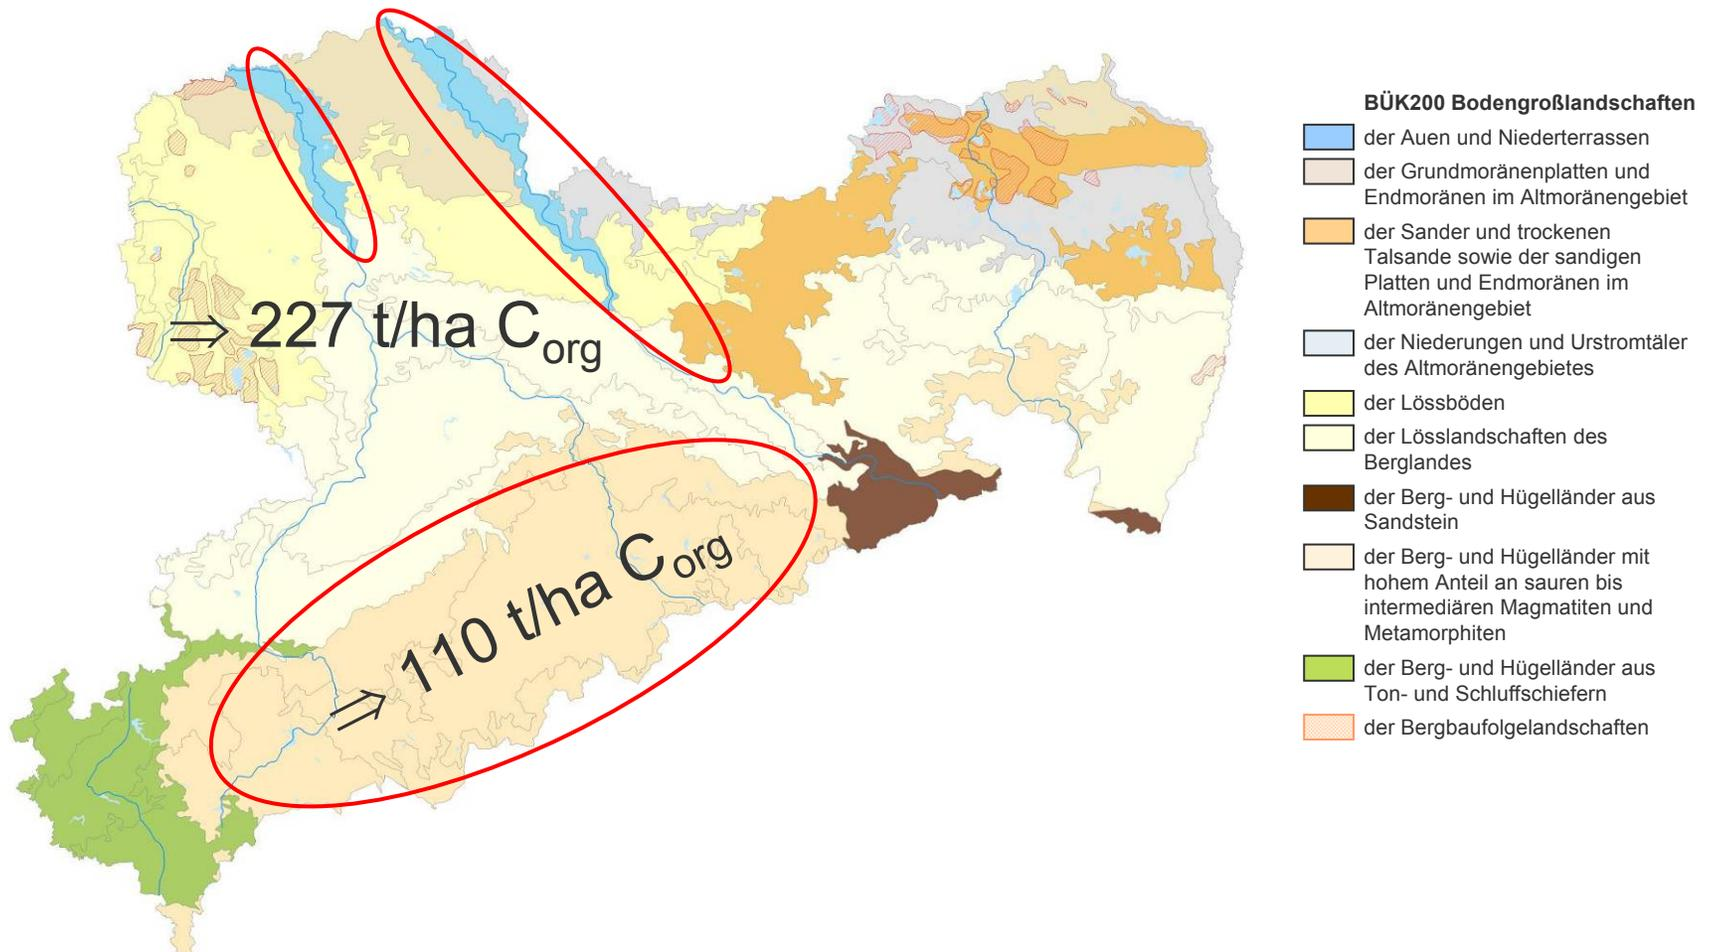 ⇒ 227 t/ha Corg
⇒ 110 t/ha Corg
BÜK200 Bodengroßlandschaften
der Auen und Niederterrassen
der Grundmoränenplatten und
Endmoränen im Altmoränengebiet
der Sander und trockenen
Talsande sowie der sandigen
Platten und Endmoränen im
Altmoränengebiet
der Niederungen und Urstromtäler
des Altmoränengebietes
der Lössböden
der Lösslandschaften des
Berglandes
der Berg- und Hügelländer aus
Sandstein
der Berg- und Hügelländer mit
hohem Anteil an sauren bis
intermediären Magmatiten und
Metamorphiten
der Berg- und Hügelländer aus
Ton- und Schluffschiefern
der Bergbaufolgelandschaften